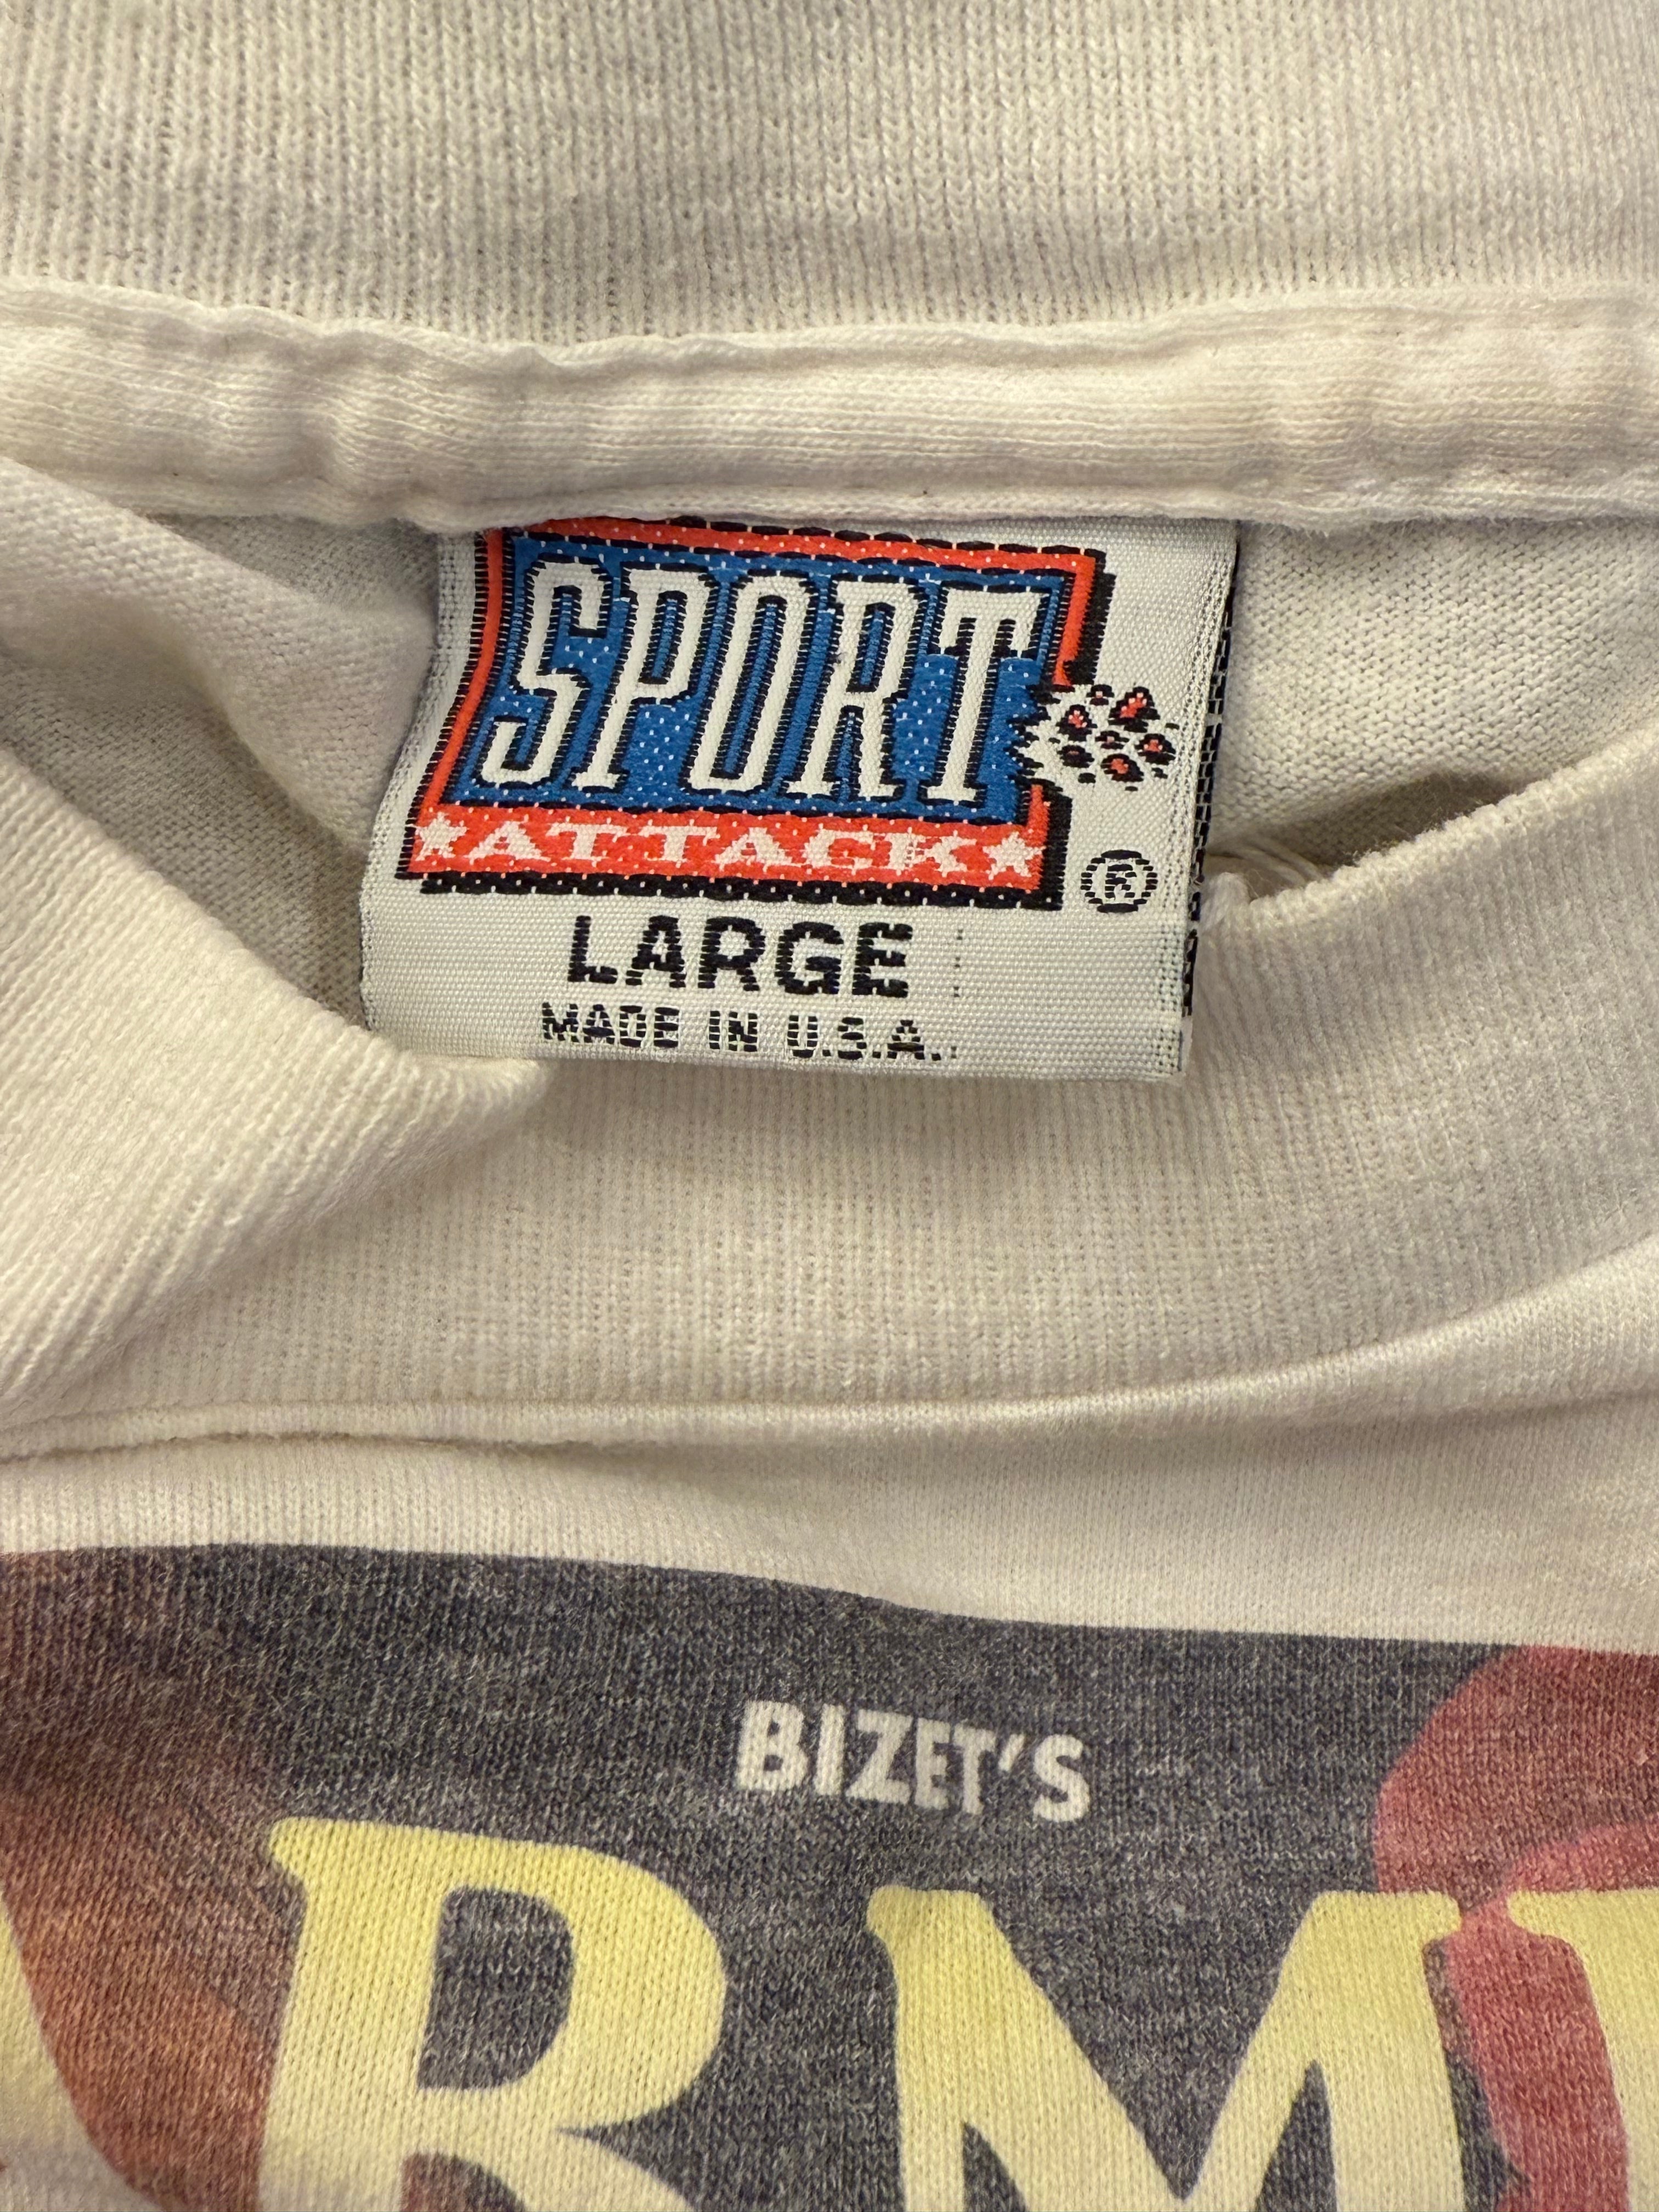 SPORT
ATTACK
®
LARGE
MADE IN U.S.A.
BIZET'S
RM